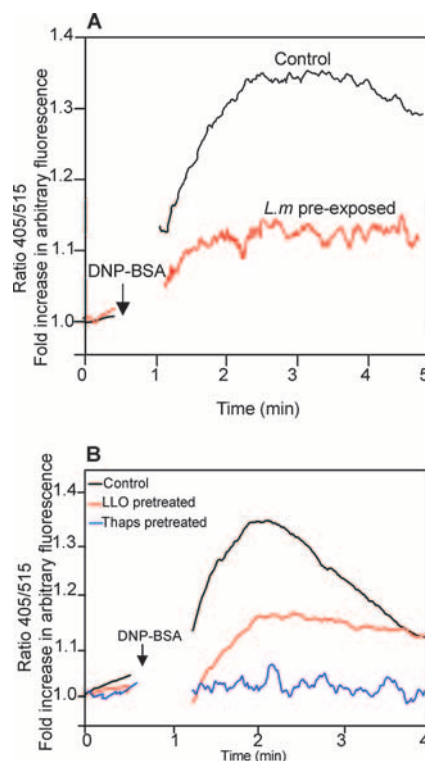 A
Ratio 405/515
Fold increase in arbitrary fluorescence
1.4
1.3
1.2
1.1
1.0
Control
L.m pre-exposed
DNP-BSA
0 1 2 3 4 5
Time (min)
B
Ratio 405/515
Fold increase in arbitrary fluorescence
1.4
1.3
1.2
1.1
1.0
Control
LLO pretreated
Thaps pretreated
DNP-BSA
0 1 2 3 4
Time (min)